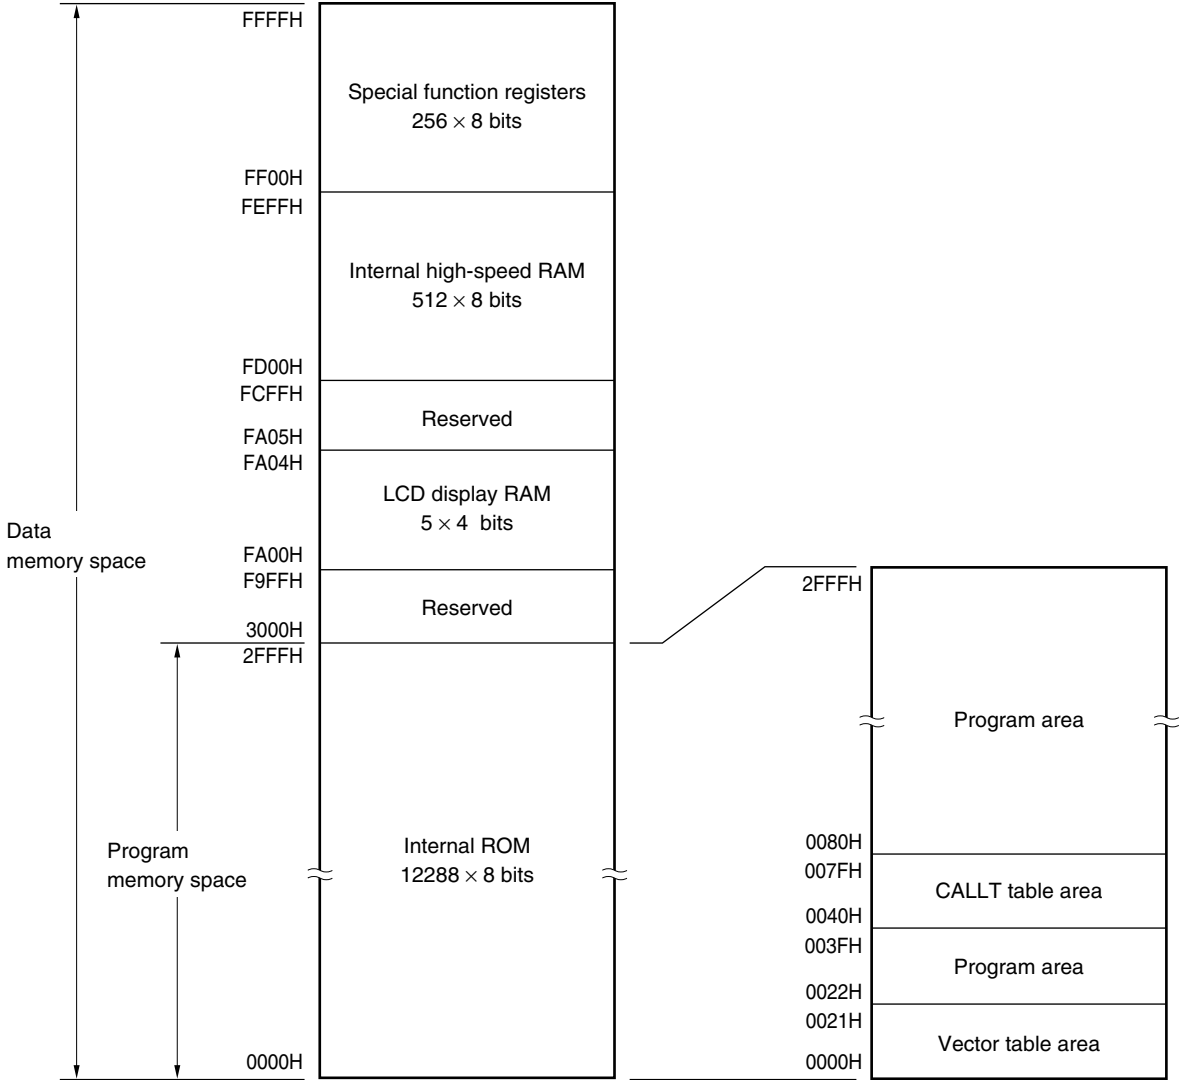 FFFFH
Special function registers
256 × 8 bits
FF00H
FEFFH
Internal high-speed RAM
512 × 8 bits
FD00H
FCFFH
Reserved
FA05H
FA04H
LCD display RAM
5 × 4 bits
Data
memory space
FA00H
F9FFH
Reserved
3000H
2FFFH
Program
memory space
Internal ROM
12288 × 8 bits
0000H
2FFFH
Program area
0080H
007FH
CALLT table area
0040H
003FH
Program area
0022H
0021H
Vector table area
0000H